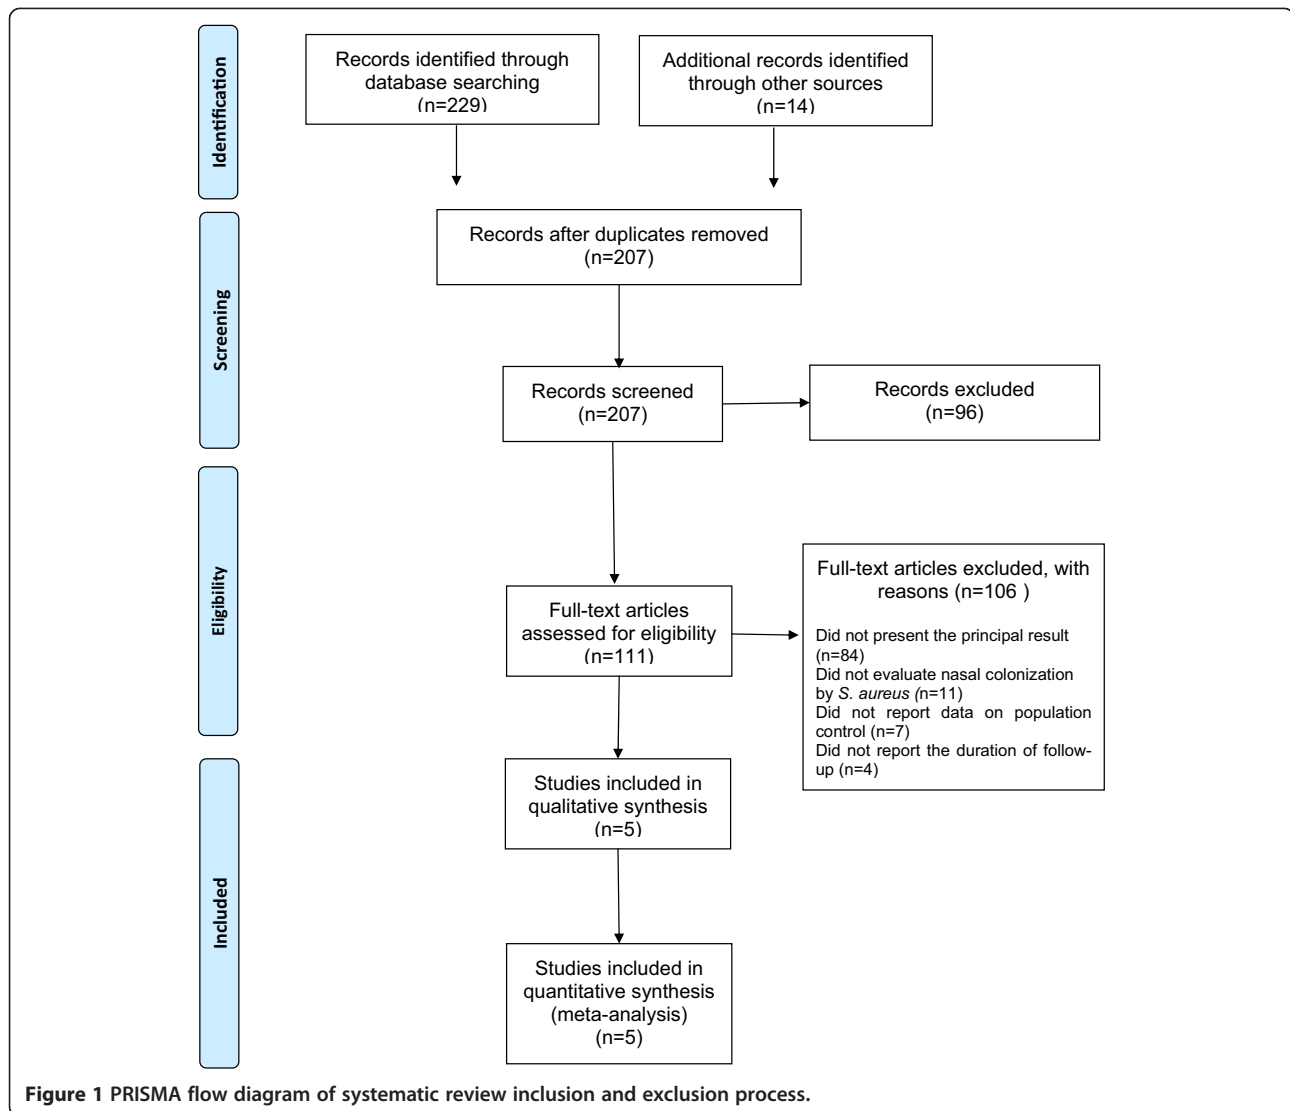 Identification
Records identified through
database searching
(n=229)
Additional records identified
through other sources
(n=14)
Screening
Records after duplicates removed
(n=207)
Records screened
(n=207)
Records excluded
(n=96)
Eligibility
Full-text articles
assessed for eligibility
(n=111)
Full-text articles excluded, with
reasons (n=106 )
Did not present the principal result
(n=84)
Did not evaluate nasal colonization
by S. aureus (n=11)
Did not report data on population
control (n=7)
Did not report the duration of follow-
up (n=4)
Included
Studies included in
qualitative synthesis
(n=5)
Studies included in
quantitative synthesis
(meta-analysis)
(n=5)
Figure 1 PRISMA flow diagram of systematic review inclusion and exclusion process.